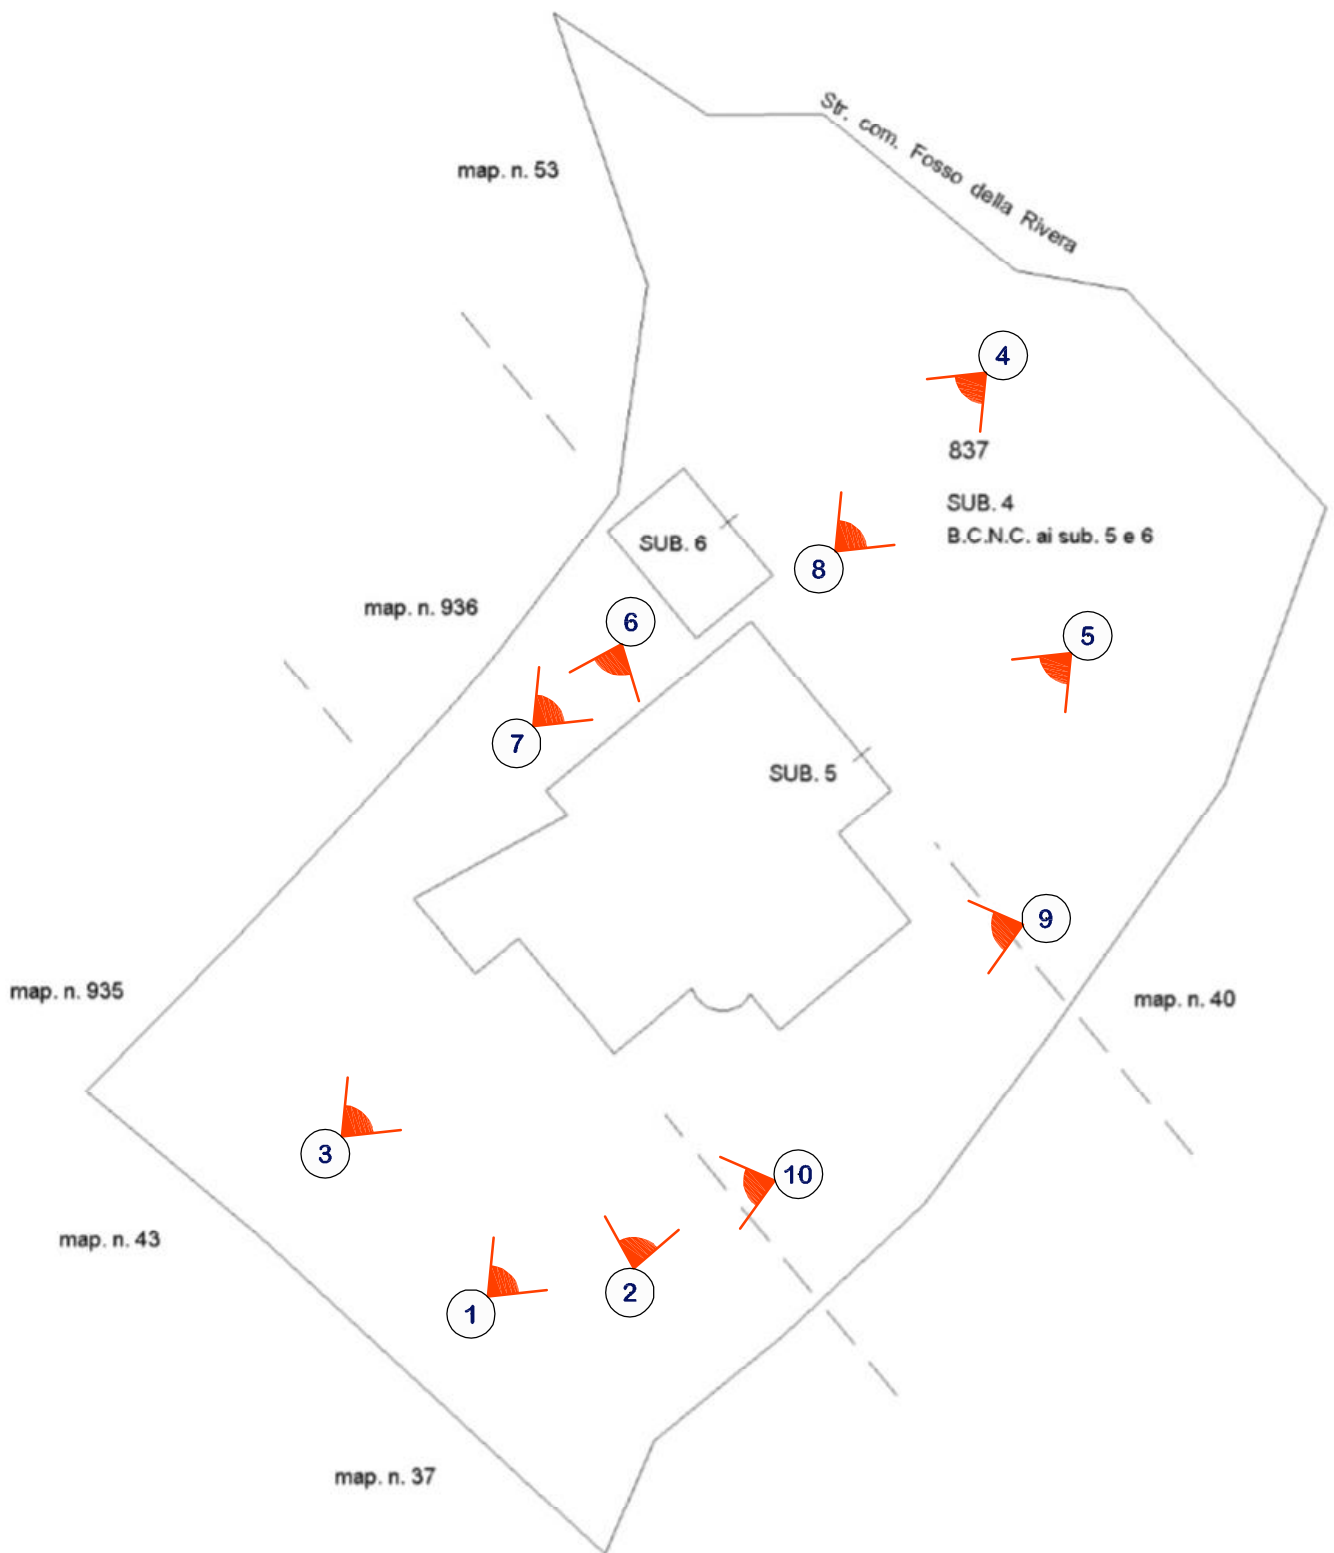 Str. com. Fosso della Rivera
map. n. 53
4
837
SUB. 4
B.C.N.C. ai sub. 5 e 6
SUB. 6
8
map. n. 936
6
5
7
SUB. 5
9
map. n. 935
map. n. 40
3
10
map. n. 43
2
1
map. n. 37